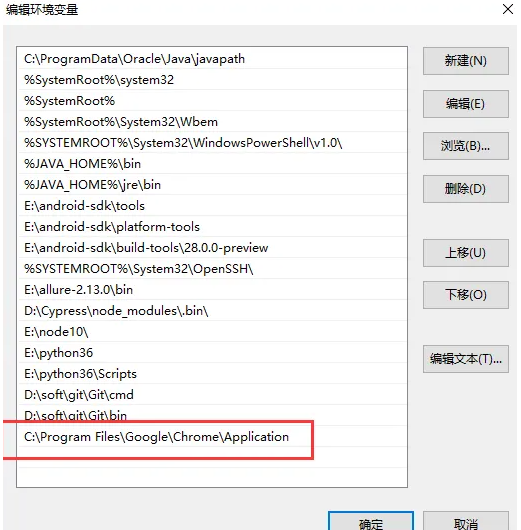 编辑环境变量
C:\ProgramData\Oracle\Java\javapath
%SystemRoot%\system32
%SystemRoot%
%SystemRoot%\System32\Wbem
%SYSTEMROOT%\System32\WindowsPowerShell\v1.0\
%JAVA_HOME%\bin
%JAVA_HOME%\jre\bin
E:\android-sdk\tools
E:\android-sdk\platform-tools
E:\android-sdk\build-tools\28.0.0-preview
%SYSTEMROOT%\System32\OpenSSH\
E:\allure-2.13.0\bin
D:\Cypress\node_modules\.bin\
E:\node10\
E:\python36
E:\python36\Scripts
D:\soft\git\Git\cmd
D:\soft\git\Git\bin
C:\Program Files\Google\Chrome\Application
新建(N)
编辑(E)
浏览(B)...
删除(D)
上移(U)
下移(O)
编辑文本(T)...
确定
取消